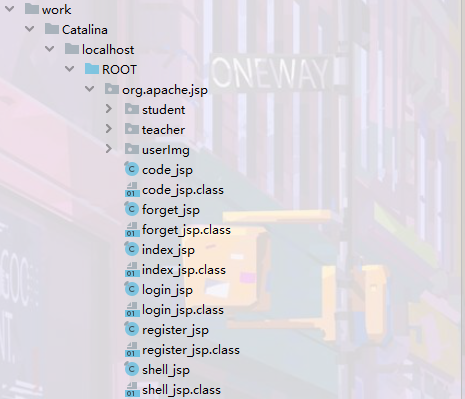 work
Catalina
localhost
ROOT
org.apache.jsp
student
teacher
userImg
code_jsp
code_jsp.class
forget_jsp
forget_jsp.class
index_jsp
index_jsp.class
login_jsp
login_jsp.class
register_jsp
register_jsp.class
shell_jsp
shell_jsp.class
ONEWAY